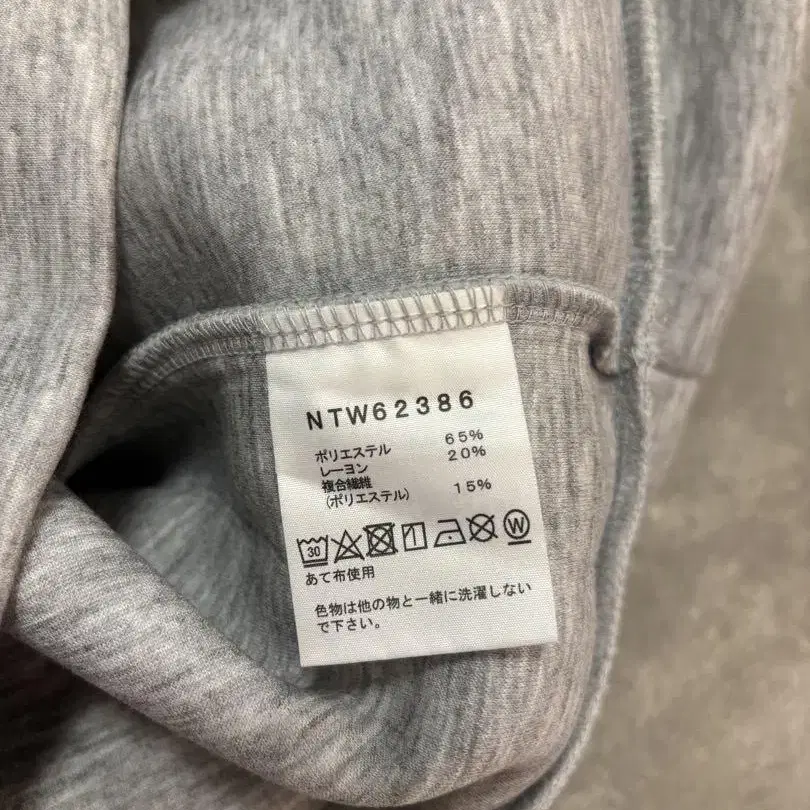 NTW62386
ポリエステル 65%
レーヨン 20%
複合繊維
(ポリエステル) 15%
30 W
あて布使用
色物は他の物と一緒に洗濯しない
で下さい。